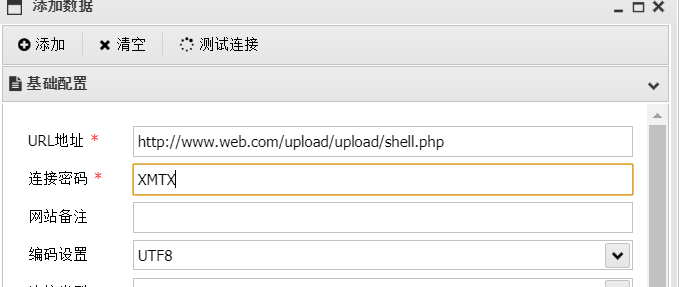 添加数据
添加 清空 测试连接
基础配置
URL地址 * http://www.web.com/upload/upload/shell.php
连接密码 * XMTX
网站备注
编码设置 UTF8